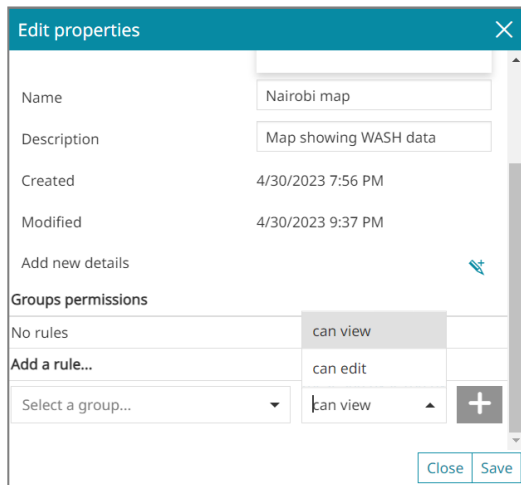 Edit properties
Name Nairobi map
Description Map showing WASH data
Created 4/30/2023 7:56 PM
Modified 4/30/2023 9:37 PM
Add new details
Groups permissions
No rules
can view
Add a rule...
can edit
Select a group... can view
Close Save